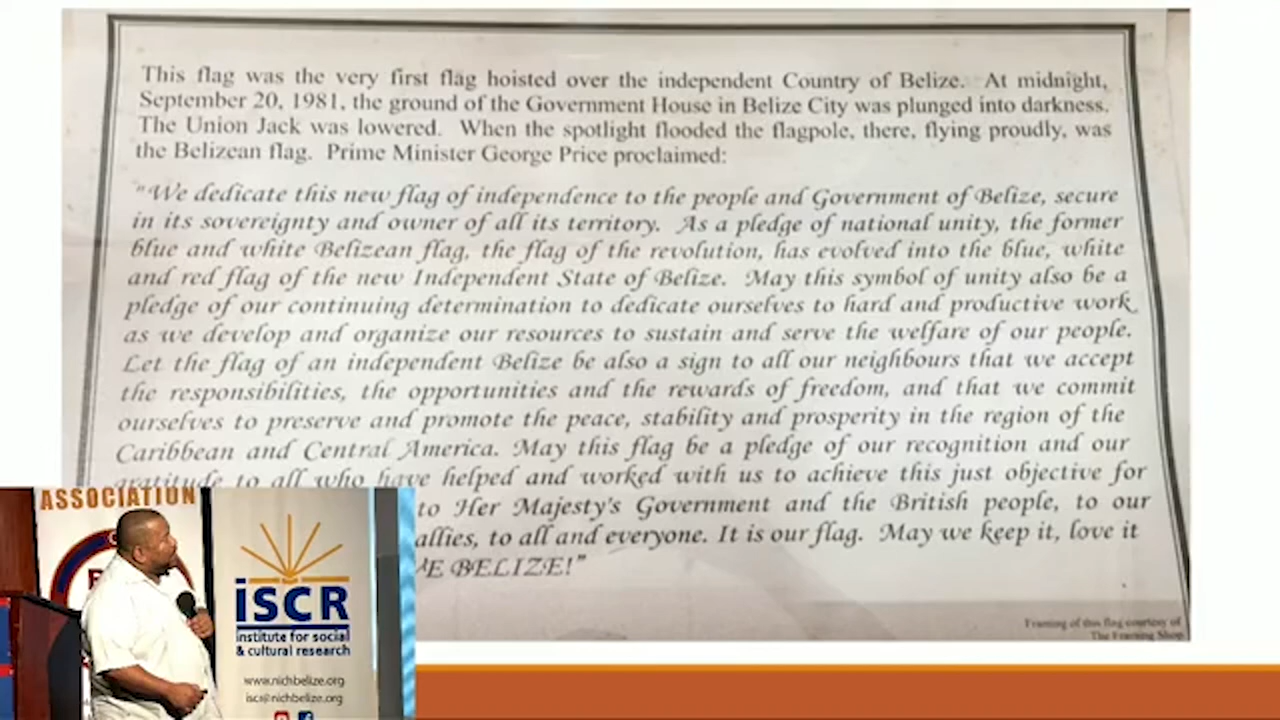 This flag was the very first flag hoisted over the independent Country of Belize. At midnight,
September 20, 1981, the ground of the Government House in Belize City was plunged into darkness.
The Union Jack was lowered. When the spotlight flooded the flagpole, there, flying proudly, was
the Belizean flag. Prime Minister George Price proclaimed:
"We dedicate this new flag of independence to the people and Government of Belize, secure
in its sovereignty and owner of all its territory. As a pledge of national unity, the former
blue and white Belizean flag, the flag of the revolution, has evolved into the blue, white
and red flag of the new Independent State of Belize. May this symbol of unity also be a
pledge of our continuing determination to dedicate ourselves to hard and productive work
as we develop and organize our resources to sustain and serve the welfare of our people.
Let the flag of an independent Belize be also a sign to all our neighbours that we accept
the responsibilities, the opportunities and the rewards of freedom, and that we commit
ourselves to preserve and promote the peace, stability and prosperity in the region of the
Caribbean and Central America. May this flag be a pledge of our recognition and our
gratitude to all who have helped and worked with us to achieve this just objective for
to Her Majesty's Government and the British people, to our
allies, to all and everyone. It is our flag. May we keep it, love it
E BELIZE!"
Framing of this flag courtesy of
The Framing Shop
ASSOCIATION
iSCR
institute for social
& cultural research
www.nichbelize.org
iscr@nichbelize.org